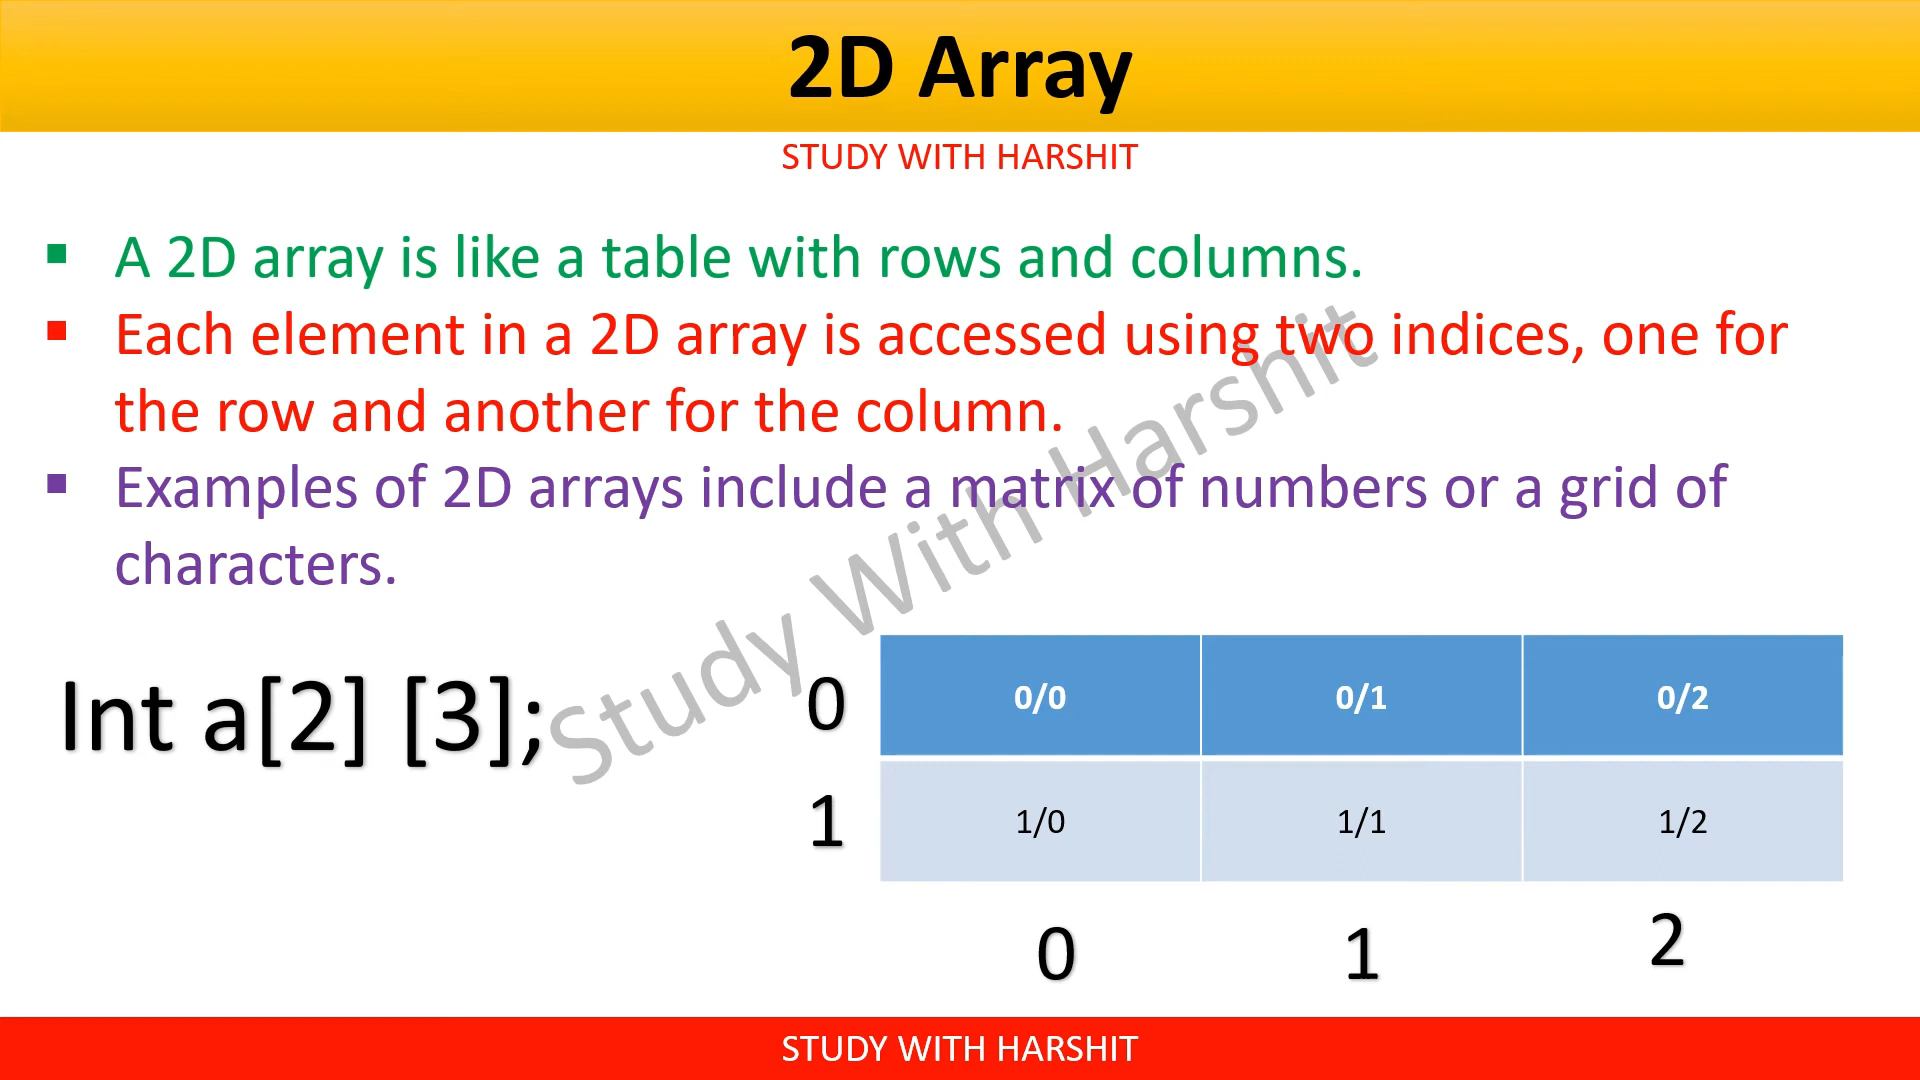 2D Array
STUDY WITH HARSHIT
▪ A 2D array is like a table with rows and columns.
▪ Each element in a 2D array is accessed using two indices, one for
the row and another for the column.
▪ Examples of 2D arrays include a matrix of numbers or a grid of
characters.
Study With Harshit
Int a[2] [3];
0 0/0 0/1 0/2
1 1/0 1/1 1/2
0 1 2
STUDY WITH HARSHIT